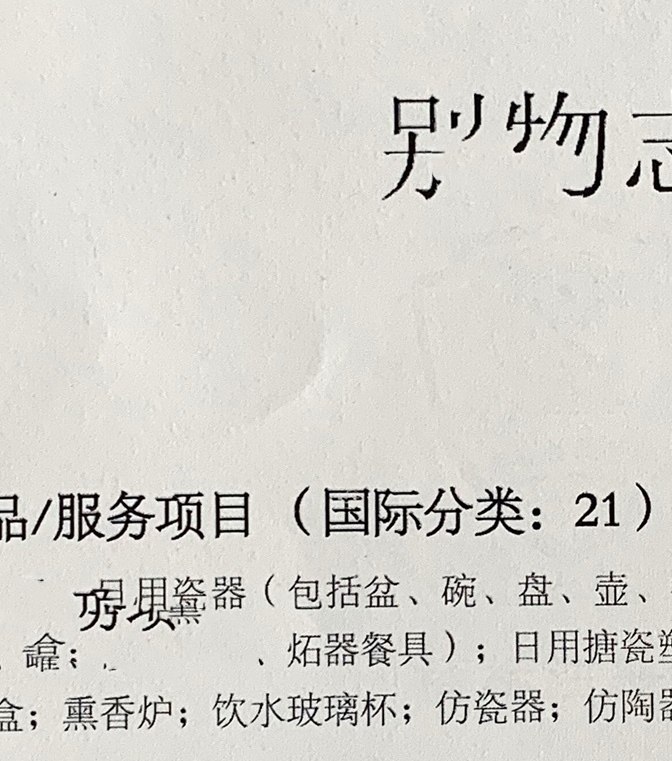 别物志
品/服务项目（国际分类：21）
日用瓷器（包括盆、碗、盘、壶、
、罐；、炻器餐具）；日用搪瓷塑
盒；熏香炉；饮水玻璃杯；仿瓷器；仿陶器